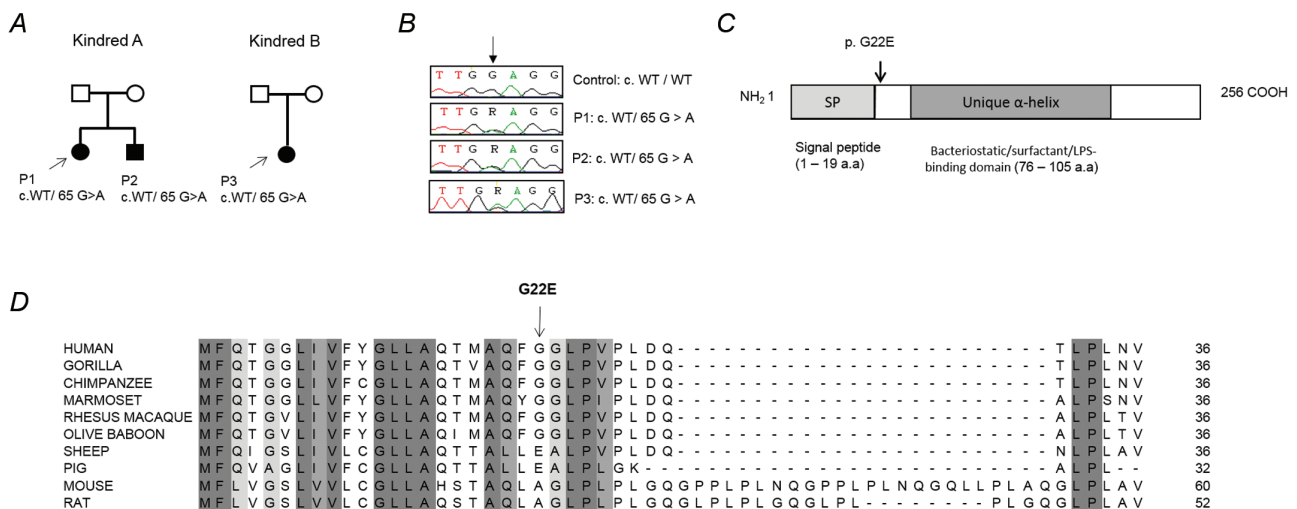 A
Kindred A
Kindred B
P1
c.WT/ 65 G>A
P2
c.WT/ 65 G>A
P3
c.WT/ 65 G>A
B
T T G G A G G
Control: c. WT / WT
T T G R A G G
P1: c. WT/ 65 G > A
T T G R A G G
P2: c. WT/ 65 G > A
T T G R A G G
P3: c. WT/ 65 G > A
C
p. G22E
NH2 1
SP
Unique α-helix
256 COOH
Signal peptide
(1 – 19 a.a)
Bacteriostatic/surfactant/LPS-
binding domain (76 – 105 a.a)
D
G22E
HUMAN M F Q T G G L I V F Y G L L A Q T M A Q F G G L P V P L D Q - - - - - - - - - - - - - - - - - - - - - - - - T L P L N V 36
GORILLA M F Q T G G L I V F Y G L L A Q T V A Q F G G L P V P L D Q - - - - - - - - - - - - - - - - - - - - - - - - T L P L N V 36
CHIMPANZEE M F Q T G G L I V F C G L L A Q T M A Q F G G L P V P L D Q - - - - - - - - - - - - - - - - - - - - - - - - T L P L N V 36
MARMOSET M F Q T G G L L V F Y G L L A Q T M A Q Y G G L P I P L D Q - - - - - - - - - - - - - - - - - - - - - - - - A L P S N V 36
RHESUS MACAQUE M F Q T G V L I V F Y G L L A Q T M A Q F G G L P V P L D Q - - - - - - - - - - - - - - - - - - - - - - - - A L P L T V 36
OLIVE BABOON M F Q T G V L I V F Y G L L A Q I M A Q F G G L P V P L D Q - - - - - - - - - - - - - - - - - - - - - - - - A L P L T V 36
SHEEP M F Q I G S L I V L C G L L A Q T T A L L E A L P V P L D Q - - - - - - - - - - - - - - - - - - - - - - - - N L P L A V 36
PIG M F Q V A G L I V F C G L L A Q T T A L L E A L P L G K - - - - - - - - - - - - - - - - - - - - - - - - - - A L P L - - 32
MOUSE M F L V G S L V V L C G L L A H S T A Q L A G L P L P L G Q G P P L P L N Q G P P L P L N Q G Q L L P L A Q G L P L A V 60
RAT M F L V G S L V V L C G L L A Q S T A Q L A G L P L P L G Q G L P L P L G Q G L P L - - - - - - - - P L G Q G L P L A V 52